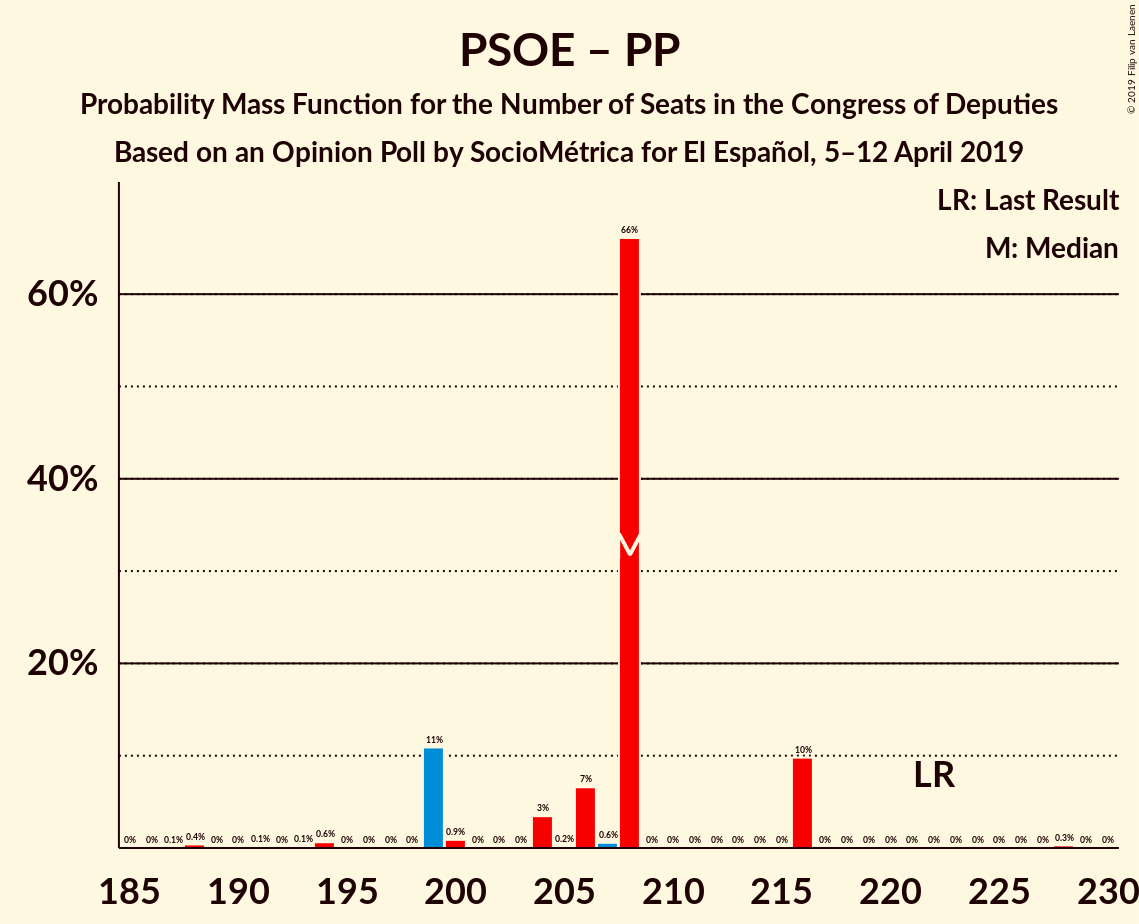 PSOE – PP
Probability Mass Function for the Number of Seats in the Congress of Deputies
Based on an Opinion Poll by SocioMétrica for El Español, 5–12 April 2019
© 2019 Filip van Laenen
LR: Last Result
M: Median
60%
40%
20%
0% 0% 0.1% 0.4% 0% 0% 0.1% 0% 0.1% 0.6% 0% 0% 0% 0% 11% 0.9% 0% 0% 0% 3% 0.2% 7% 0.6% 66% 0% 0% 0% 0% 0% 0% 0% 10% 0% 0% 0% 0% 0% 0% 0% 0% 0% 0% 0% 0.3% 0% 0%
M
LR
185 190 195 200 205 210 215 220 225 230